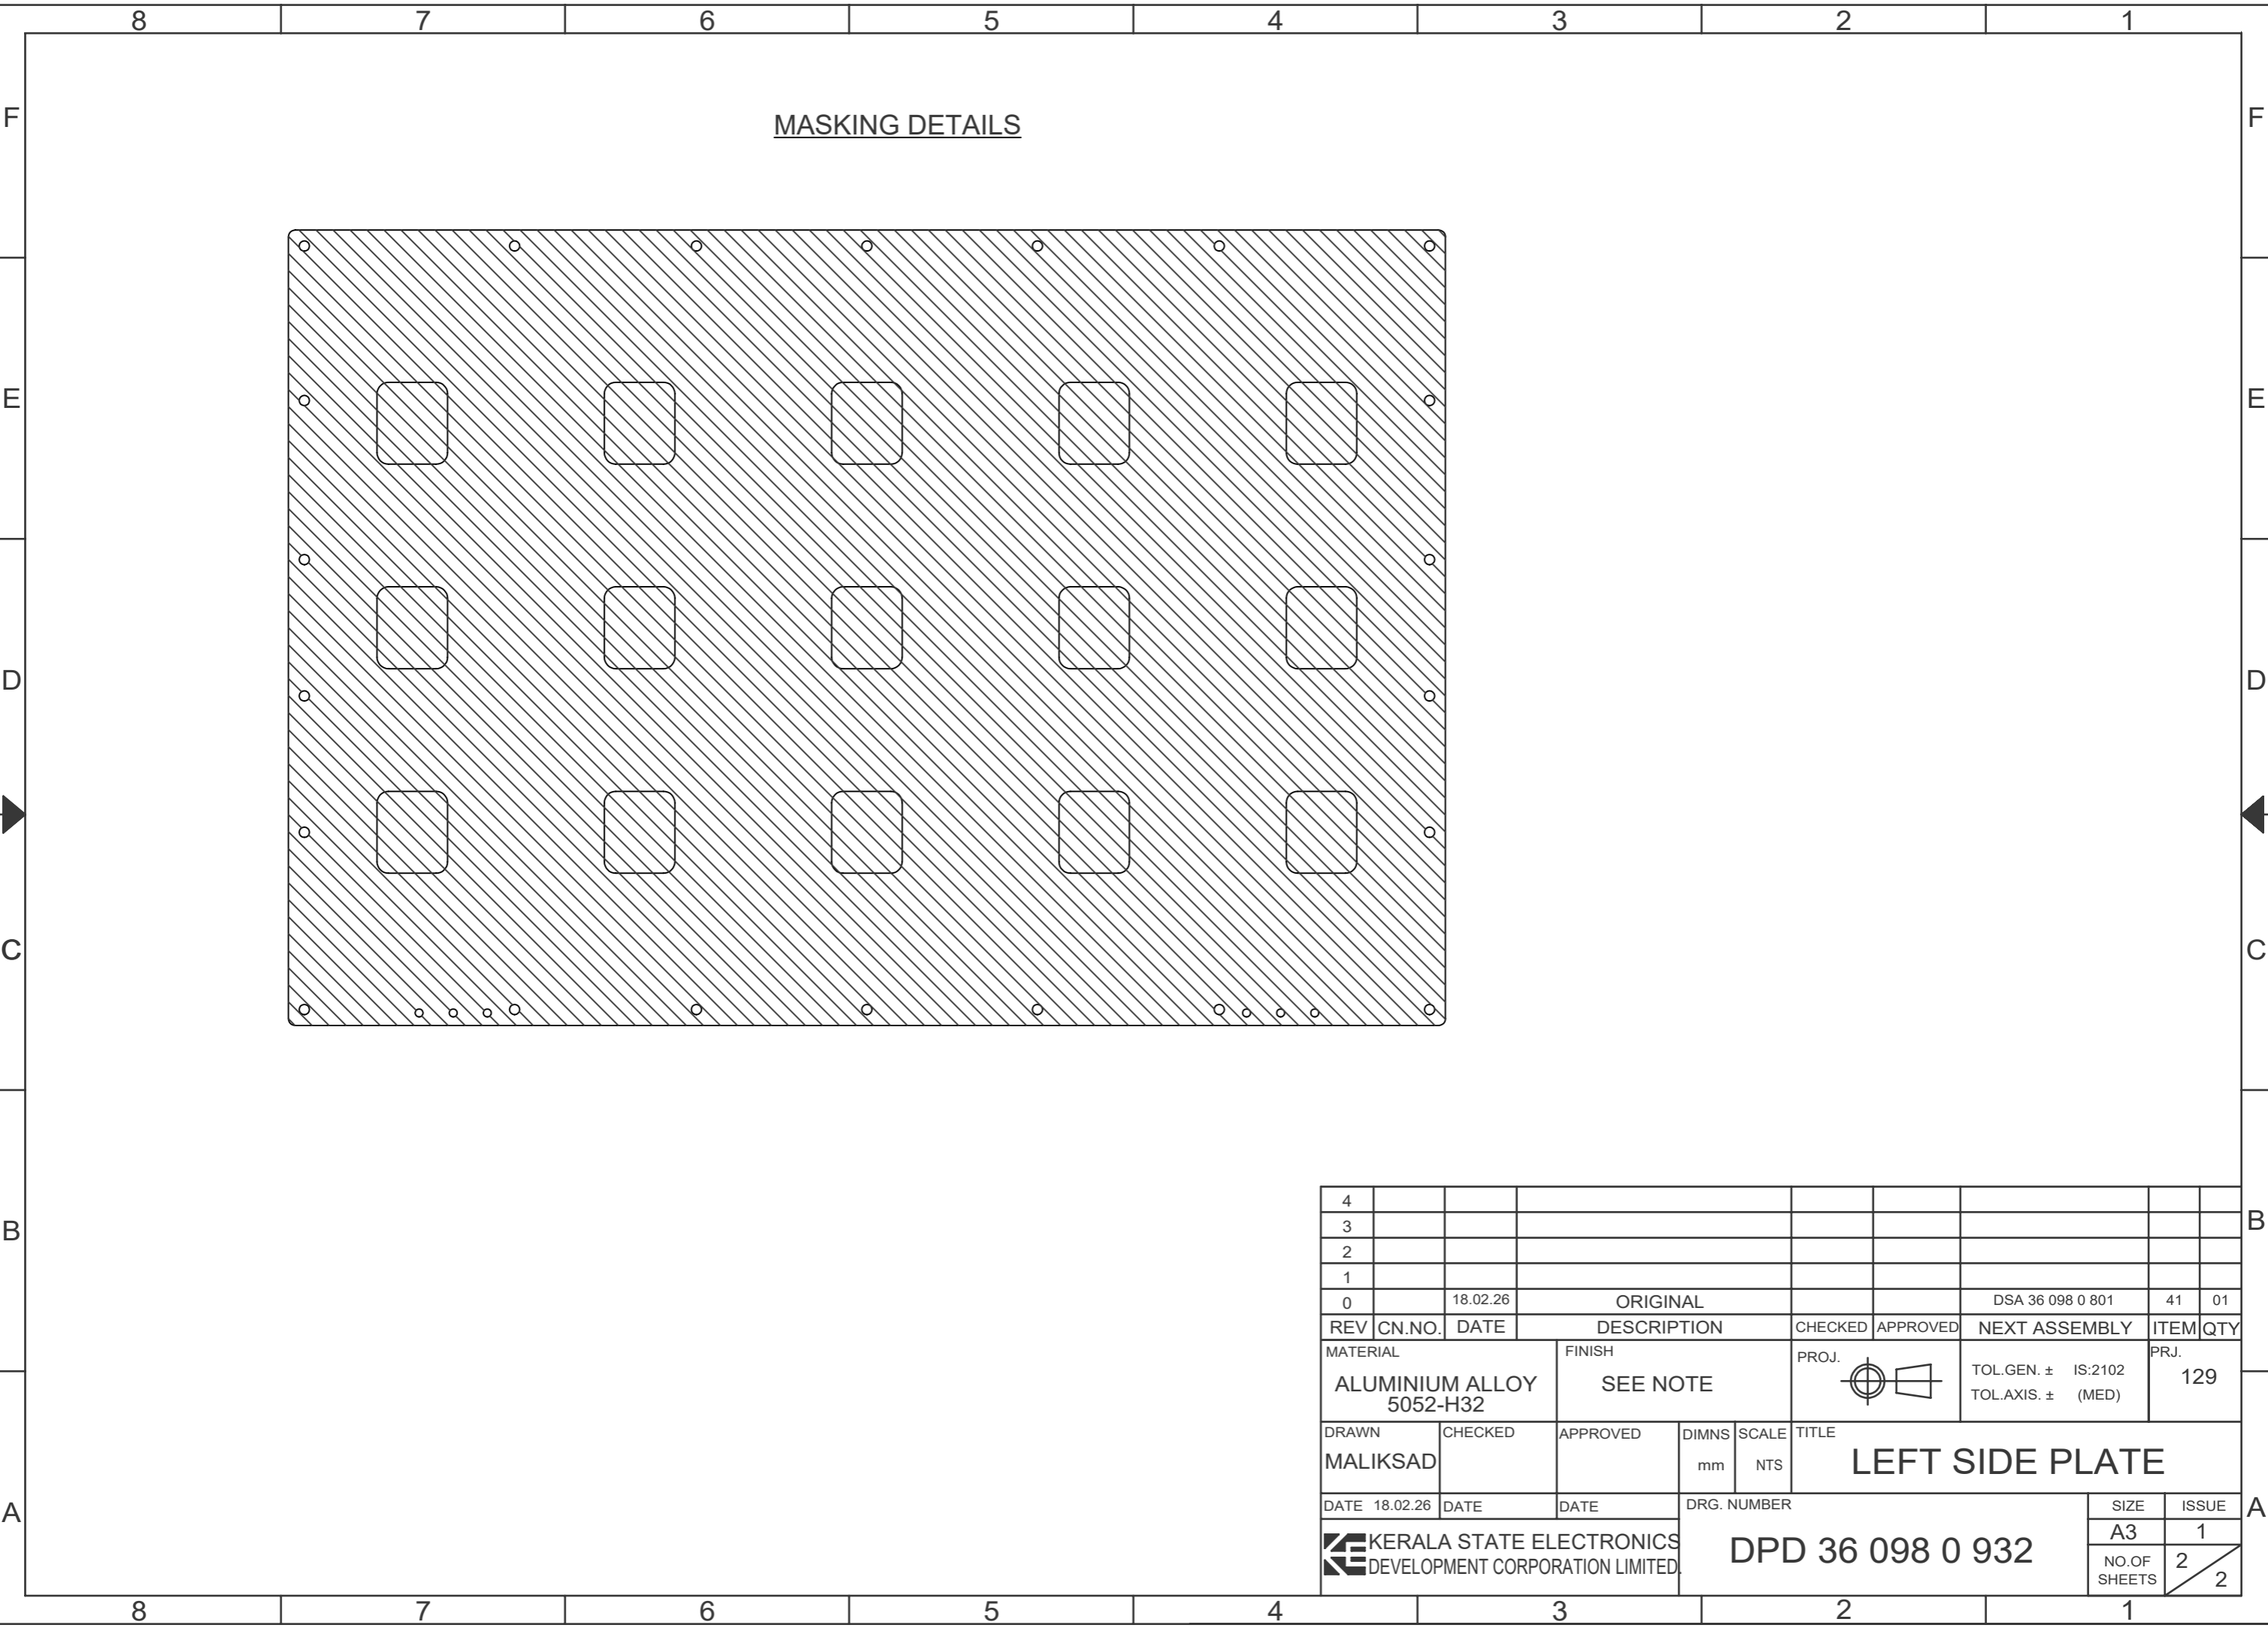 8 7 6 5 4 3 2 1
F F
MASKING DETAILS
E E
D D
C C
B B
4
3
2
1
0 18.02.26 ORIGINAL DSA 36 098 0 801 41 01
REV CN.NO. DATE DESCRIPTION CHECKED APPROVED NEXT ASSEMBLY ITEM QTY
MATERIAL FINISH PROJ. PRJ.
ALUMINIUM ALLOY SEE NOTE TOL.GEN. ± IS:2102 129
5052-H32 TOL.AXIS. ± (MED)
DRAWN CHECKED APPROVED DIMNS SCALE TITLE
MALIKSAD mm NTS LEFT SIDE PLATE
DATE 18.02.26 DATE DATE DRG. NUMBER SIZE ISSUE
A A
KERALA STATE ELECTRONICS DPD 36 098 0 932 A3 1
DEVELOPMENT CORPORATION LIMITED. NO.OF 2
SHEETS 2
8 7 6 5 4 3 2 1